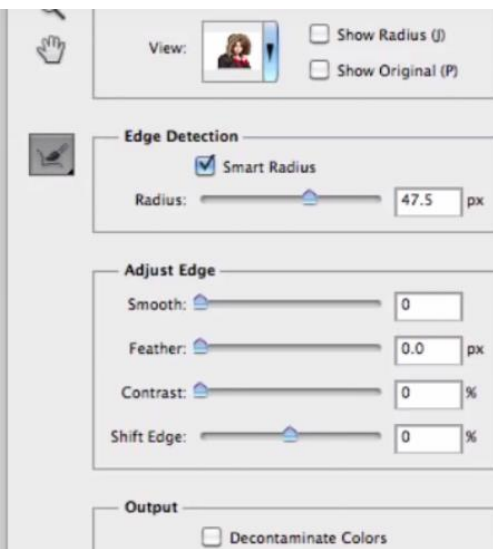 View:
Show Radius (J)
Show Original (P)
Edge Detection
Smart Radius
Radius: 47.5 px
Adjust Edge
Smooth: 0
Feather: 0.0 px
Contrast: 0 %
Shift Edge: 0 %
Output
Decontaminate Colors